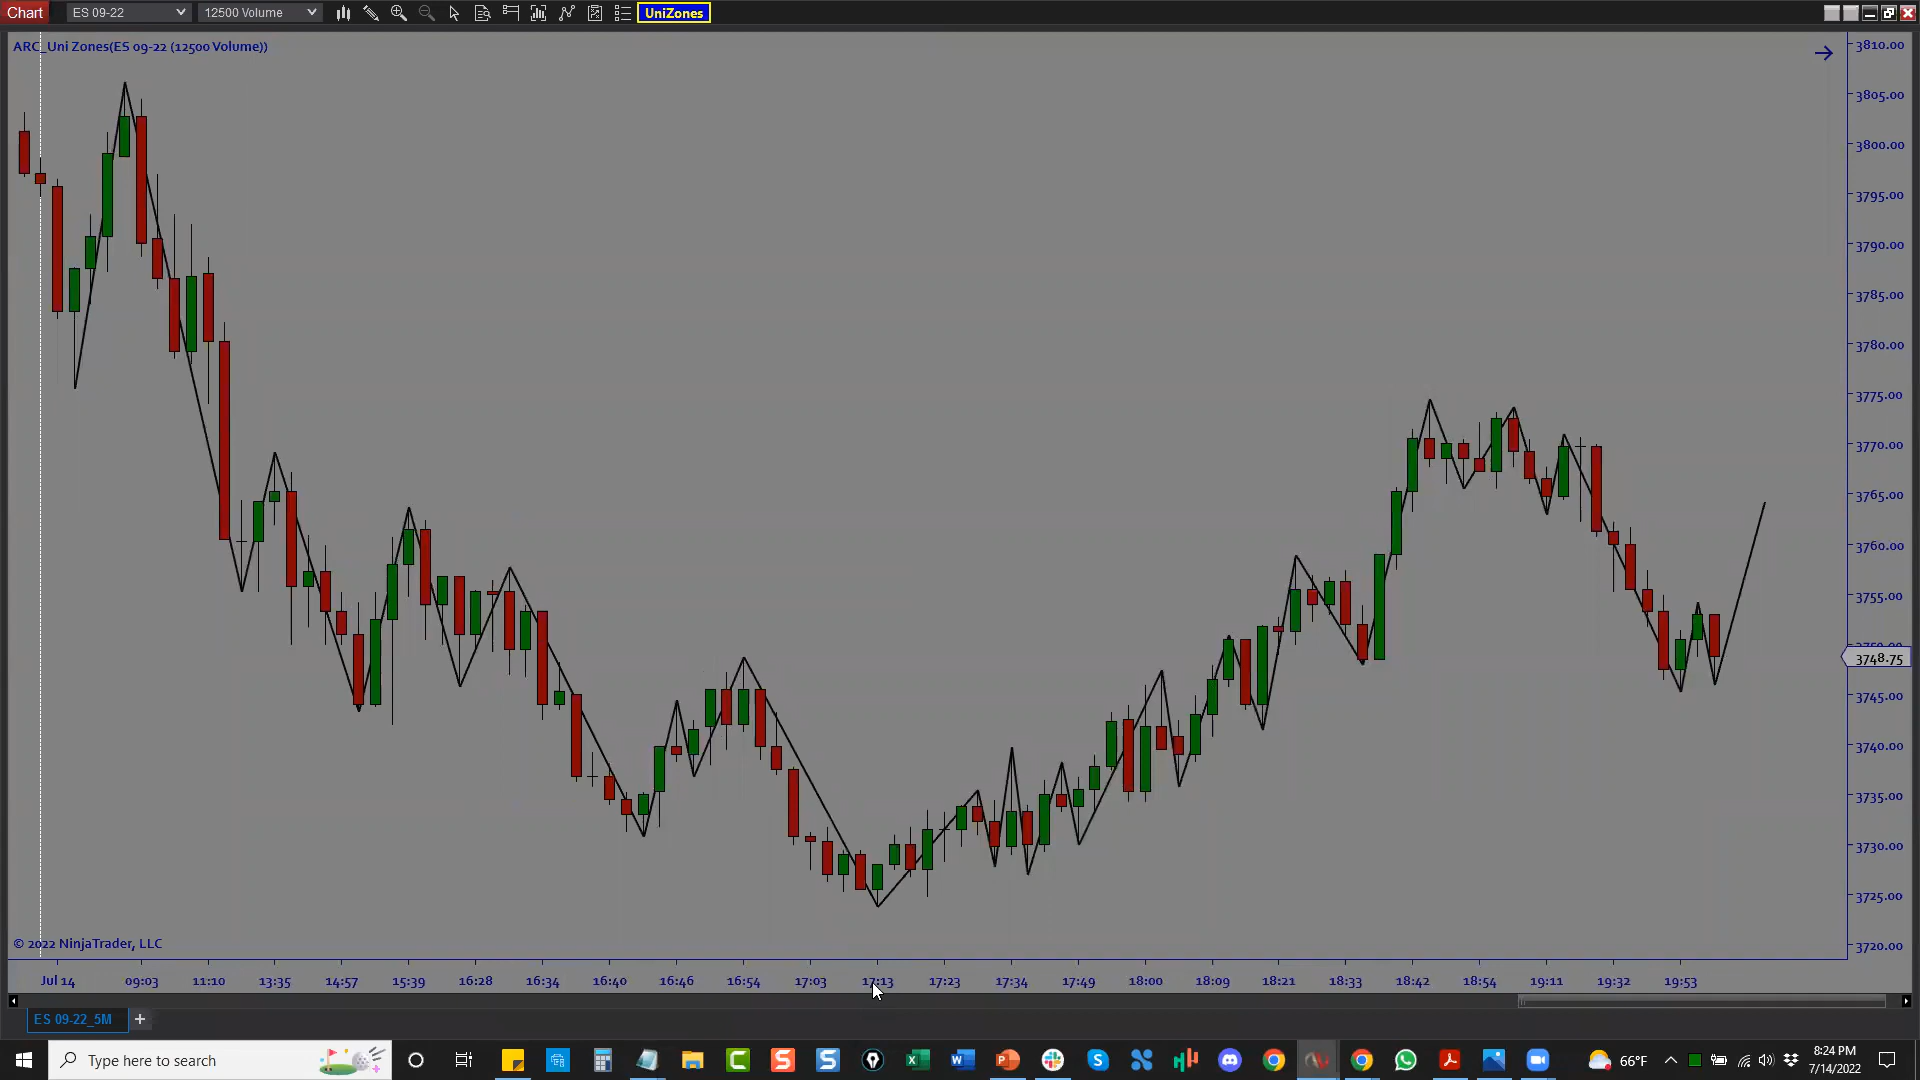 Chart ES 09-22 12500 Volume UniZones
ARC_Uni Zones(ES 09-22 (12500 Volume))
3810.00
3805.00
3800.00
3795.00
3790.00
3785.00
3780.00
3775.00
3770.00
3765.00
3760.00
3755.00
3748.75
3745.00
3740.00
3735.00
3730.00
3725.00
3720.00
© 2022 NinjaTrader, LLC
Jul 14 09:03 11:10 13:35 14:57 15:39 16:28 16:34 16:40 16:46 16:54 17:03 17:13 17:23 17:34 17:49 18:00 18:09 18:21 18:33 18:42 18:54 19:11 19:32 19:53
ES 09-22_5M +
Type here to search
66°F
8:24 PM
7/14/2022